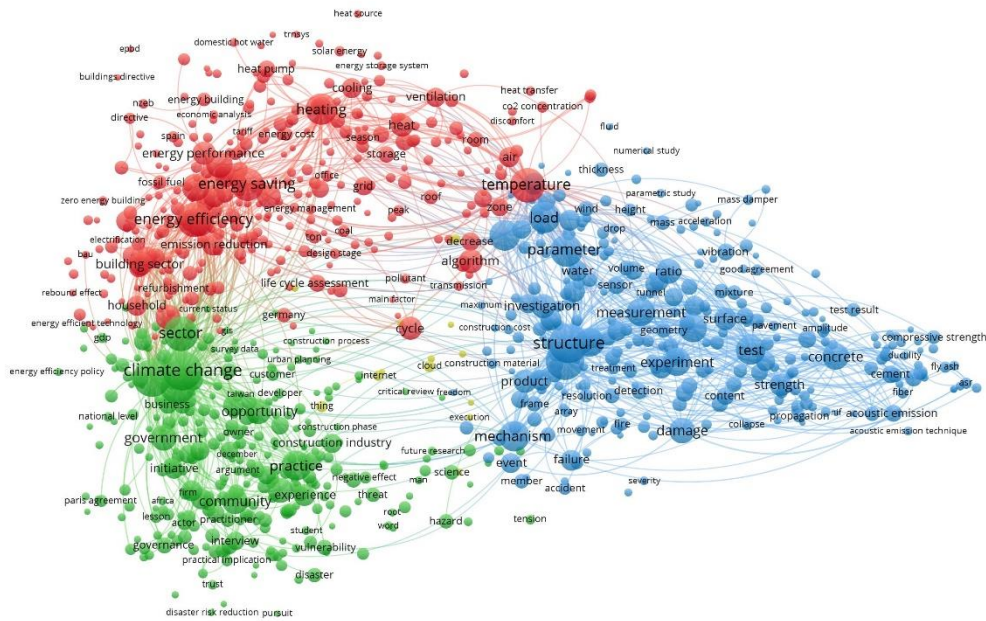 heat source
trnsys
epbd
domestic hot water
solar energy
heat pump
energy storage system
buildings directive
cooling
heat transfer
nzeb
energy building
heating
ventilation
co2 concentration
directive
economic analysis
discomfort
tariff
energy cost
season
heat
room
fluid
spain
energy performance
storage
air
numerical study
fossil fuel
office
thickness
energy saving
grid
temperature
zero energy building
roof
zone
parametric study
mass damper
energy management
peak
load
wind
height
energy efficiency
drop
mass
acceleration
electrification
emission reduction
ton
coal
decrease
parameter
vibration
bau
design stage
building sector
algorithm
water
volume
ratio
good agreement
rebound effect
refurbishment
life cycle assessment
pollutant
transmission
sensor
tunnel
mixture
household
current status
main factor
maximum
investigation
measurement
surface
test result
energy efficient technology
germany
gis
gdp
sector
construction process
cycle
construction cost
geometry
pavement
amplitude
survey data
structure
compressive strength
urban planning
test
concrete
ductility
energy efficiency policy
climate change
customer
internet
cloud
construction material
treatment
experiment
cement
fly ash
taiwan
developer
critical review
freedom
product
resolution
detection
strength
fiber
asr
business
thing
frame
content
national level
opportunity
execution
array
propagation
mf
acoustic emission
owner
construction phase
movement
fire
damage
collapse
acoustic emission technique
government
december
construction industry
mechanism
future research
argument
event
failure
initiative
practice
negative effect
man
science
member
severity
paris agreement
africa
firm
experience
threat
accident
lesson
community
root
actor
practitioner
student
word
hazard
tension
governance
interview
vulnerability
practical implication
disaster
trust
disaster risk reduction
pursuit